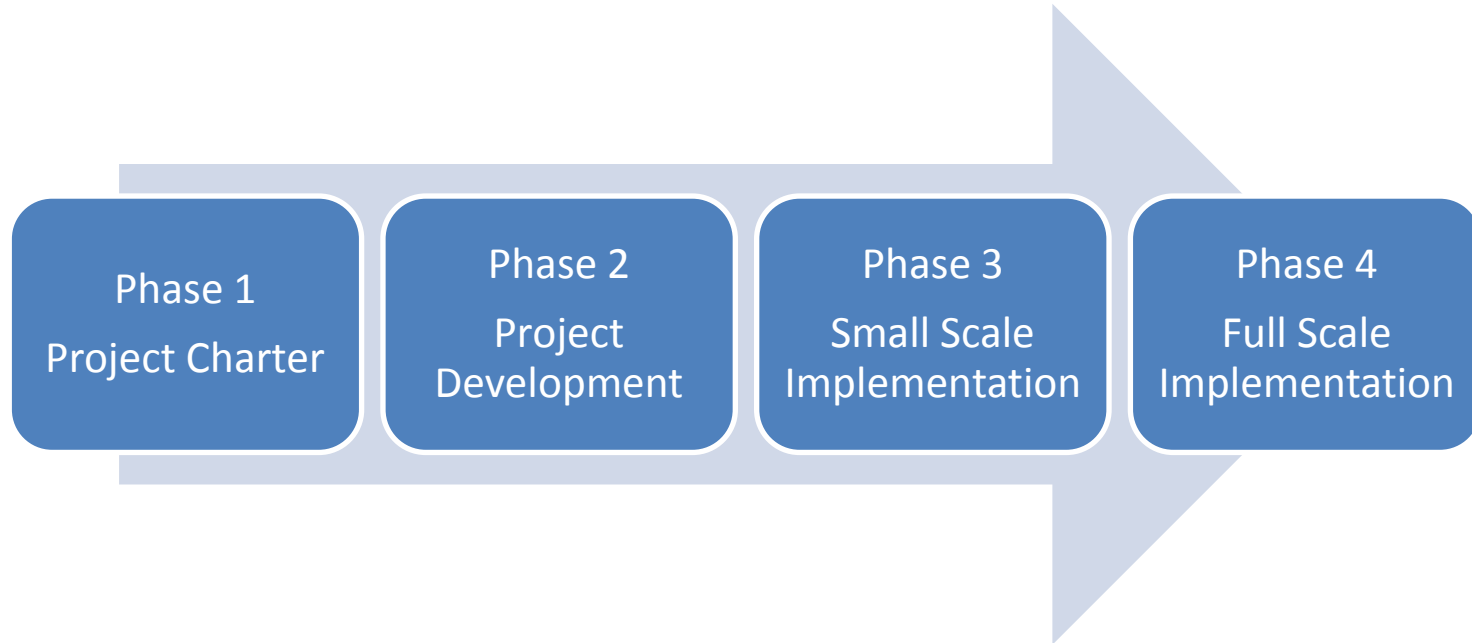 Phase 1
Project Charter
Phase 2
Project
Development
Phase 3
Small Scale
Implementation
Phase 4
Full Scale
Implementation